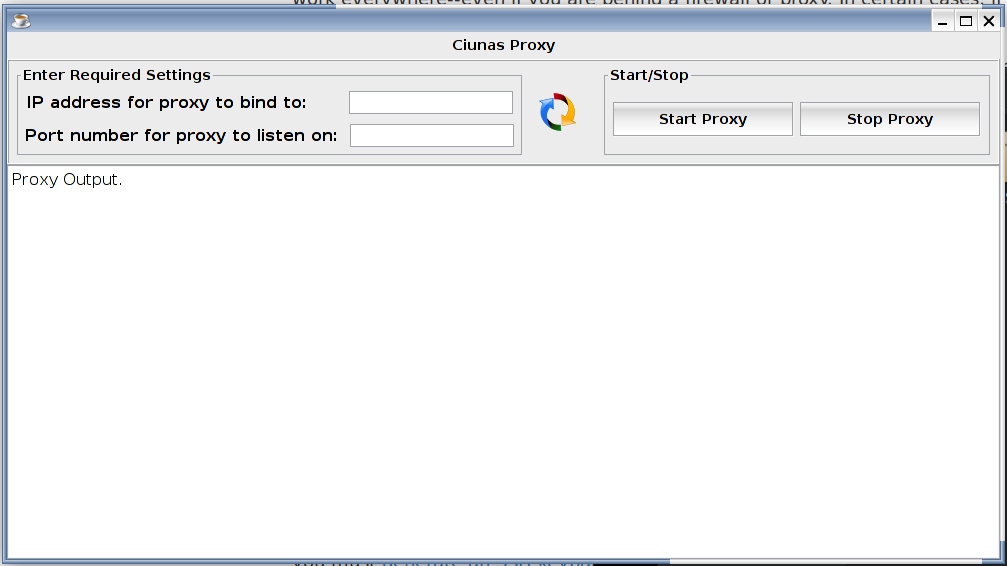 work everywhere--even if you are behind a firewall or proxy. In certain cases, it
Ciunas Proxy
Enter Required Settings
Start/Stop
IP address for proxy to bind to:
Port number for proxy to listen on:
Start Proxy
Stop Proxy
Proxy Output.